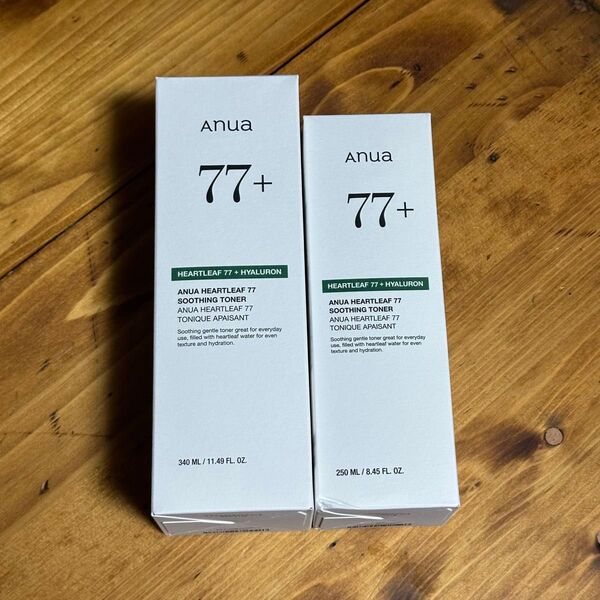 Anua
77+
HEARTLEAF 77 + HYALURON
ANUA HEARTLEAF 77
SOOTHING TONER
ANUA HEARTLEAF 77
TONIQUE APAISANT
Soothing gentle toner great for everyday
use, filled with heartleaf water for even
texture and hydration.
340 ML / 11.49 FL. OZ.
Anua
77+
HEARTLEAF 77 + HYALURON
ANUA HEARTLEAF 77
SOOTHING TONER
ANUA HEARTLEAF 77
TONIQUE APAISANT
Soothing gentle toner great for everyday
use, filled with heartleaf water for even
texture and hydration.
250 ML / 8.45 FL. OZ.